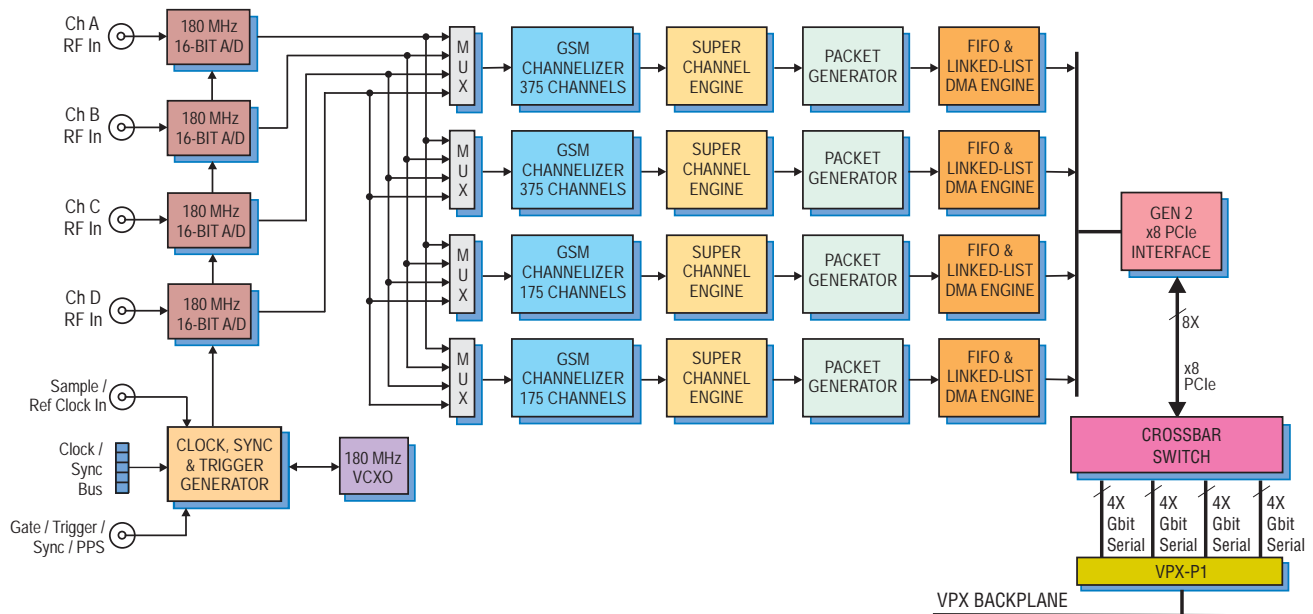 Ch A
RF In
180 MHz
16-BIT A/D
Ch B
RF In
180 MHz
16-BIT A/D
Ch C
RF In
180 MHz
16-BIT A/D
Ch D
RF In
180 MHz
16-BIT A/D
Sample /
Ref Clock In
Clock /
Sync
Bus
Gate / Trigger /
Sync / PPS
CLOCK, SYNC
& TRIGGER
GENERATOR
180 MHz
VCXO
M
U
X
GSM
CHANNELIZER
375 CHANNELS
SUPER
CHANNEL
ENGINE
PACKET
GENERATOR
FIFO &
LINKED-LIST
DMA ENGINE
M
U
X
GSM
CHANNELIZER
375 CHANNELS
SUPER
CHANNEL
ENGINE
PACKET
GENERATOR
FIFO &
LINKED-LIST
DMA ENGINE
M
U
X
GSM
CHANNELIZER
175 CHANNELS
SUPER
CHANNEL
ENGINE
PACKET
GENERATOR
FIFO &
LINKED-LIST
DMA ENGINE
M
U
X
GSM
CHANNELIZER
175 CHANNELS
SUPER
CHANNEL
ENGINE
PACKET
GENERATOR
FIFO &
LINKED-LIST
DMA ENGINE
GEN 2
x8 PCIe
INTERFACE
8X
x8
PCIe
CROSSBAR
SWITCH
4X
Gbit
Serial
4X
Gbit
Serial
4X
Gbit
Serial
4X
Gbit
Serial
VPX-P1
VPX BACKPLANE